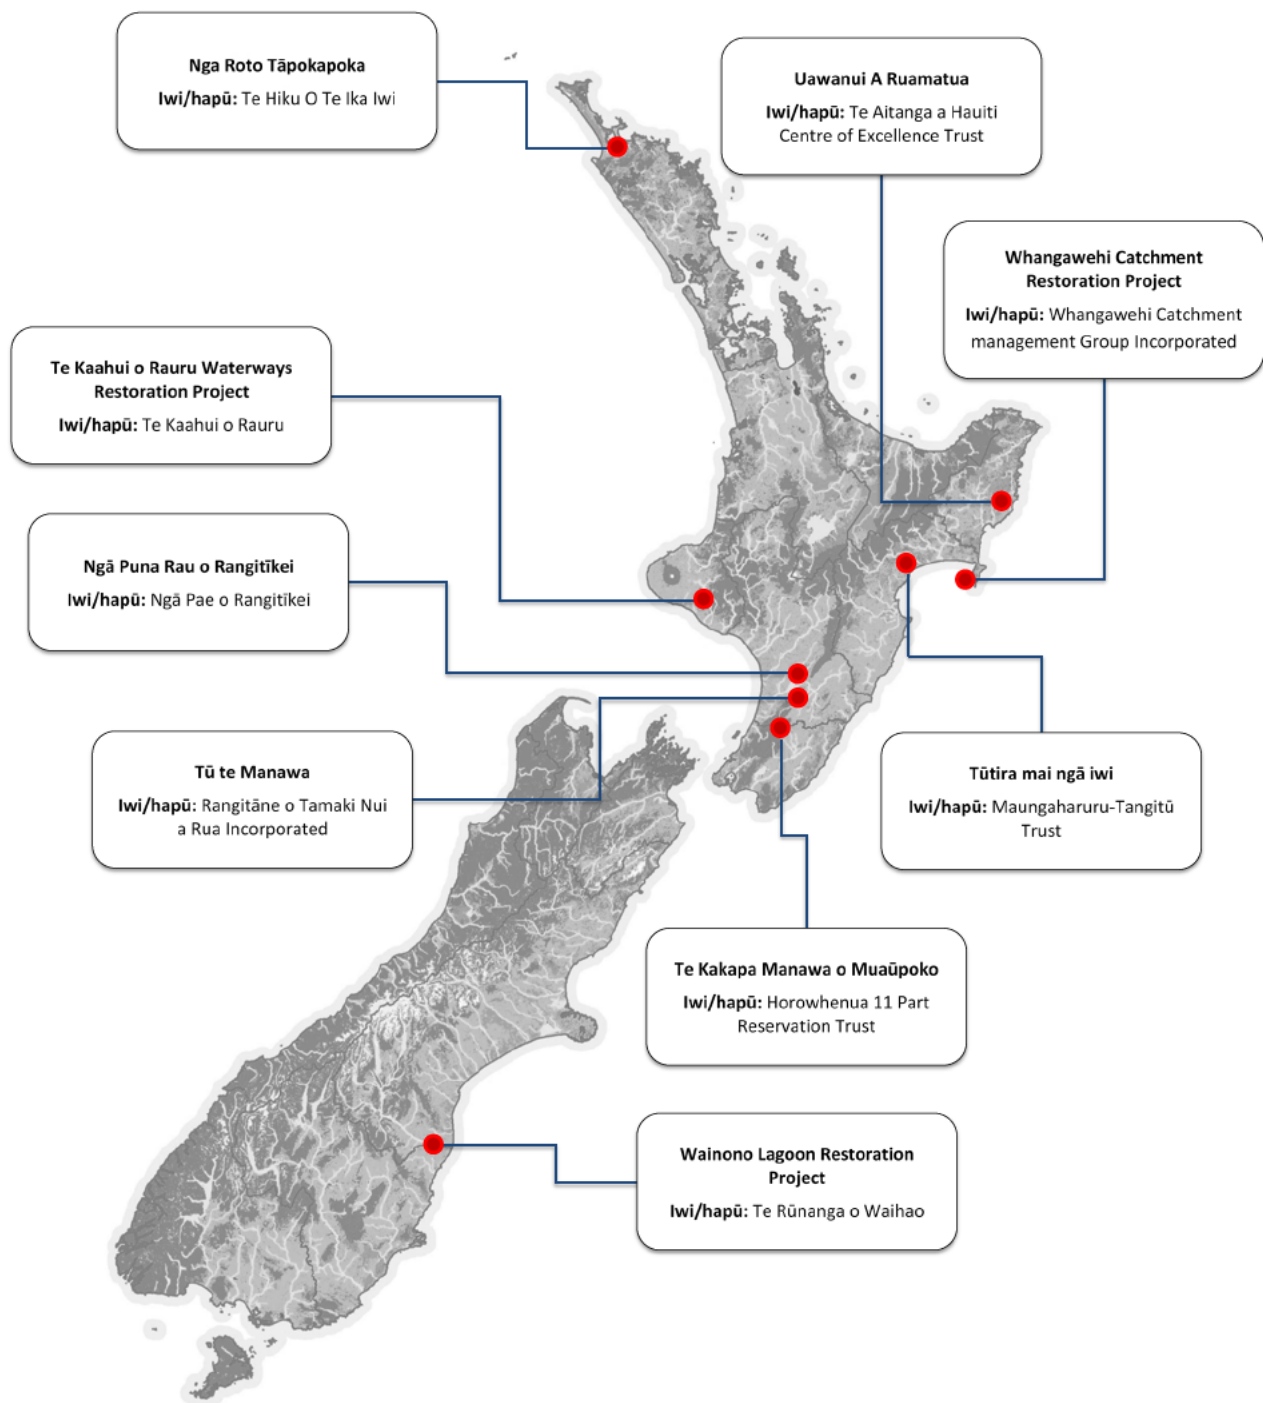 Nga Roto Tāpokapoka
Iwi/hapū: Te Hiku O Te Ika Iwi
Uawanui A Ruamatua
Iwi/hapū: Te Aitanga a Hauiti
Centre of Excellence Trust
Whangawehi Catchment
Restoration Project
Iwi/hapū: Whangawehi Catchment
management Group Incorporated
Te Kaahui o Rauru Waterways
Restoration Project
Iwi/hapū: Te Kaahui o Rauru
Ngā Puna Rau o Rangitīkei
Iwi/hapū: Ngā Pae o Rangitīkei
Tū te Manawa
Iwi/hapū: Rangitāne o Tamaki Nui
a Rua Incorporated
Tūtira mai ngā iwi
Iwi/hapū: Maungaharuru-Tangitū
Trust
Te Kakapa Manawa o Muaūpoko
Iwi/hapū: Horowhenua 11 Part
Reservation Trust
Wainono Lagoon Restoration
Project
Iwi/hapū: Te Rūnanga o Waihao